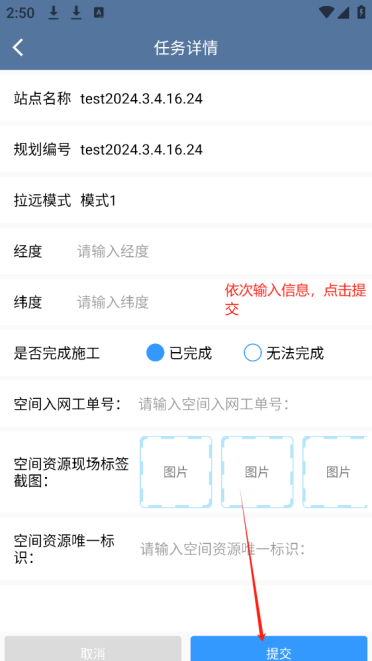 2:50
任务详情
站点名称 test2024.3.4.16.24
规划编号 test2024.3.4.16.24
拉远模式 模式1
经度 请输入经度
依次输入信息，点击提
交
纬度 请输入纬度
是否完成施工 已完成 无法完成
空间入网工单号： 请输入空间入网工单号：
空间资源现场标签
截图：
图片 图片 图片
空间资源唯一标
识：
请输入空间资源唯一标识：
取消 提交